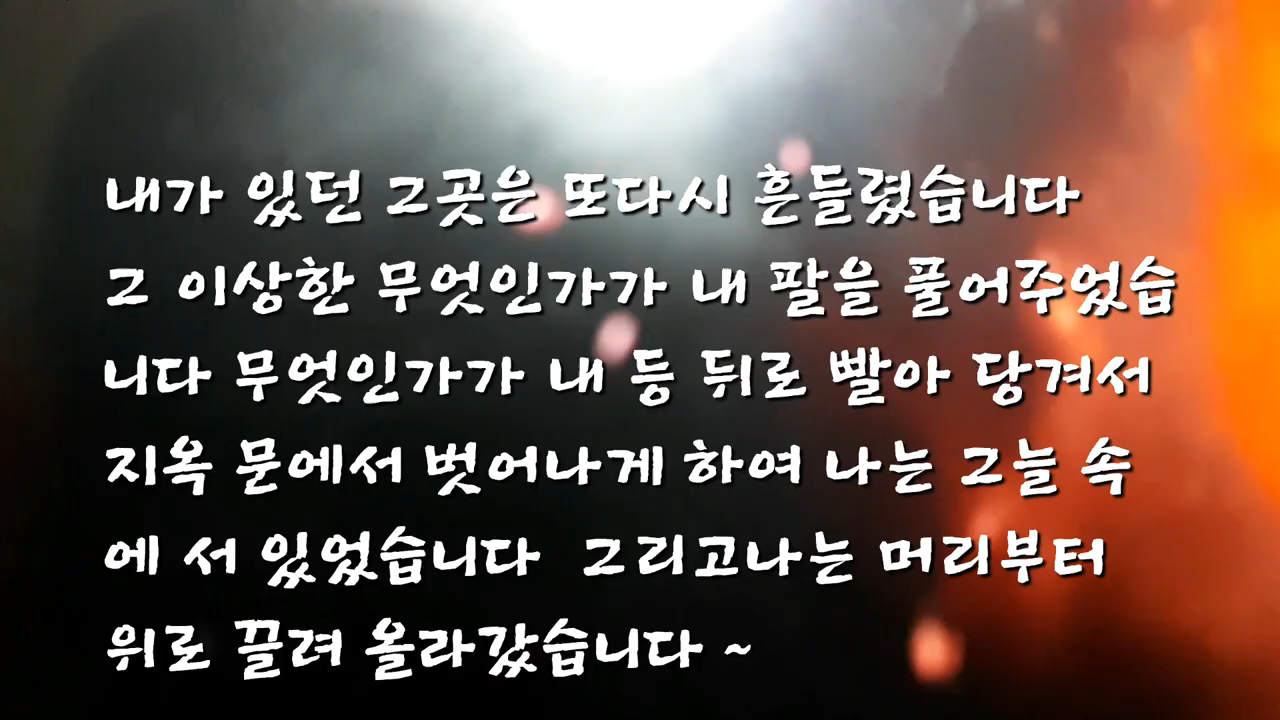 내가 있던 그곳은 또다시 흔들렸습니다
그 이상한 무엇인가가 내 팔을 풀어주었습
니다 무엇인가가 내 등 뒤로 빨아 당겨서
지옥 문에서 벗어나게 하여 나는 그늘 속
에 서 있었습니다 그리고나는 머리부터
위로 끌려 올라갔습니다 ~